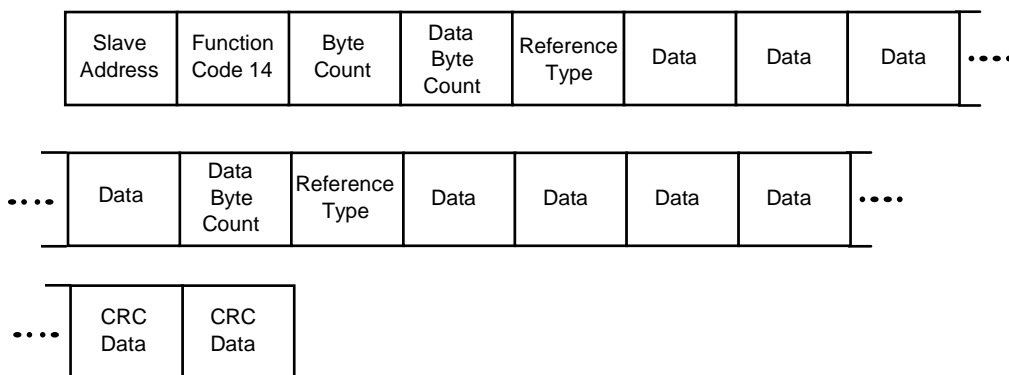 Slave
Address
Function
Code 14
Byte
Count
Data
Byte
Count
Reference
Type
Data
Data
Data
Data
Data
Byte
Count
Reference
Type
Data
Data
Data
Data
CRC
Data
CRC
Data